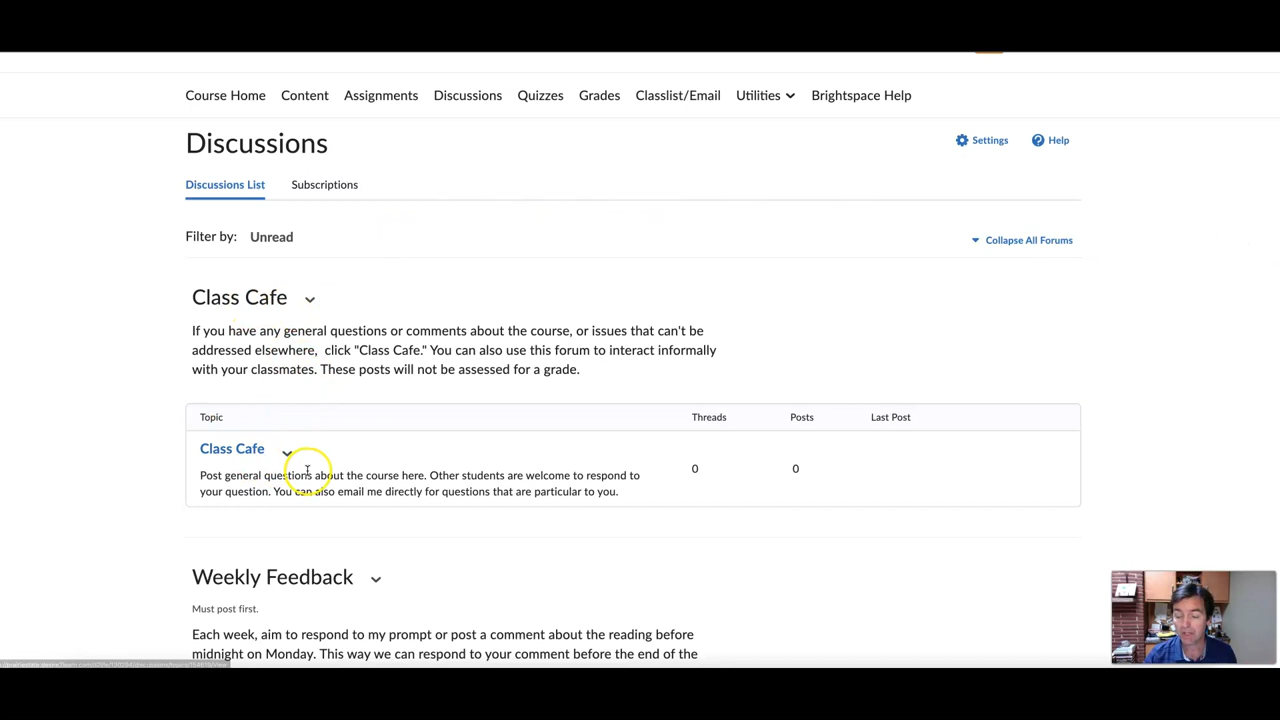 Course Home Content Assignments Discussions Quizzes Grades Classlist/Email Utilities Brightspace Help
Discussions
Settings Help
Discussions List Subscriptions
Filter by: Unread
Collapse All Forums
Class Cafe
If you have any general questions or comments about the course, or issues that can't be
addressed elsewhere, click "Class Cafe." You can also use this forum to interact informally
with your classmates. These posts will not be assessed for a grade.
Topic Threads Posts Last Post
Class Cafe
Post general questions about the course here. Other students are welcome to respond to
your question. You can also email me directly for questions that are particular to you.
0 0
Weekly Feedback
Must post first.
Each week, aim to respond to my prompt or post a comment about the reading before
midnight on Monday. This way we can respond to your comment before the end of the